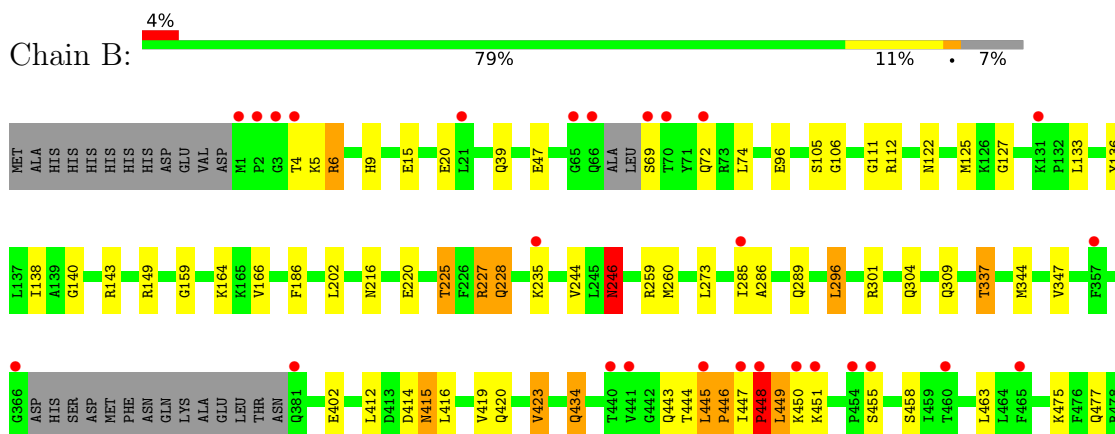 4%
Chain B:
79% 11% • 7%
MET ALA HIS HIS HIS HIS HIS HIS ASP GLU VAL ASP M1 P2 G3 T4 K5 R6 H9 E15 E20 L21 Q39 E47 G65 Q66 ALA LEU S69 T70 Y71 Q72 R73 L74 E96 S105 G106 G111 R112 N122 M125 K126 G127 K131 P132 L133 Y136
L137 I138 A139 G140 R143 R149 G159 K164 K165 V166 F186 L202 N216 E220 T225 F226 R227 Q228 K235 V244 L245 N246 R259 M260 L273 I285 A286 Q289 L296 R301 Q304 Q309 T337 M344 V347 F357
G366 ASP HIS SER ASP MET PHE ASN GLN LYS ALA GLU LEU THR ASN Q381 E402 L412 D413 D414 N415 L416 V419 Q420 V423 Q434 T440 V441 G442 Q443 T444 L445 P446 I447 P448 L449 K450 K451 F454 S455 S458 I459 T460 L463 L464 F465 K475 F476 Q477